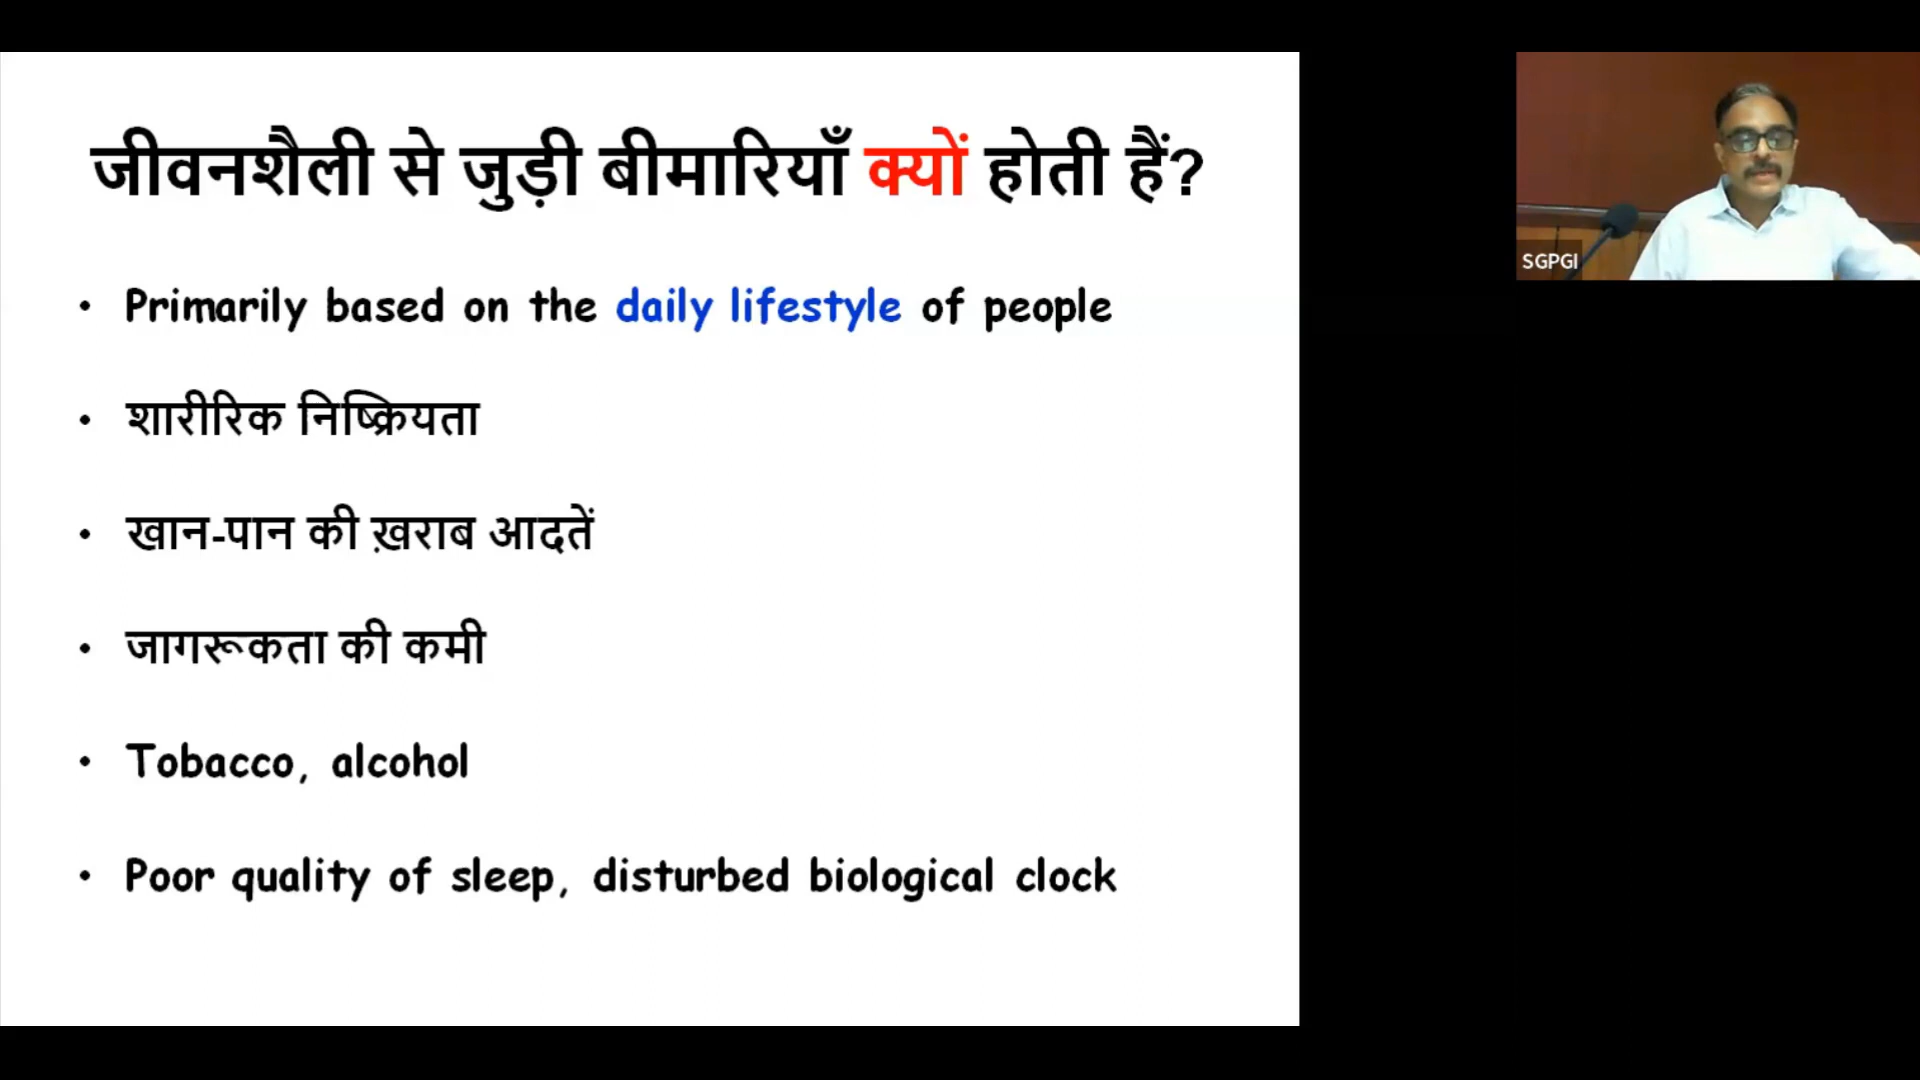 जीवनशैली से जुड़ी बीमारियाँ क्यों होती हैं?
• Primarily based on the daily lifestyle of people
• शारीरिक निष्क्रियता
• खान-पान की ख़राब आदतें
• जागरूकता की कमी
• Tobacco, alcohol
• Poor quality of sleep, disturbed biological clock
SGPGI